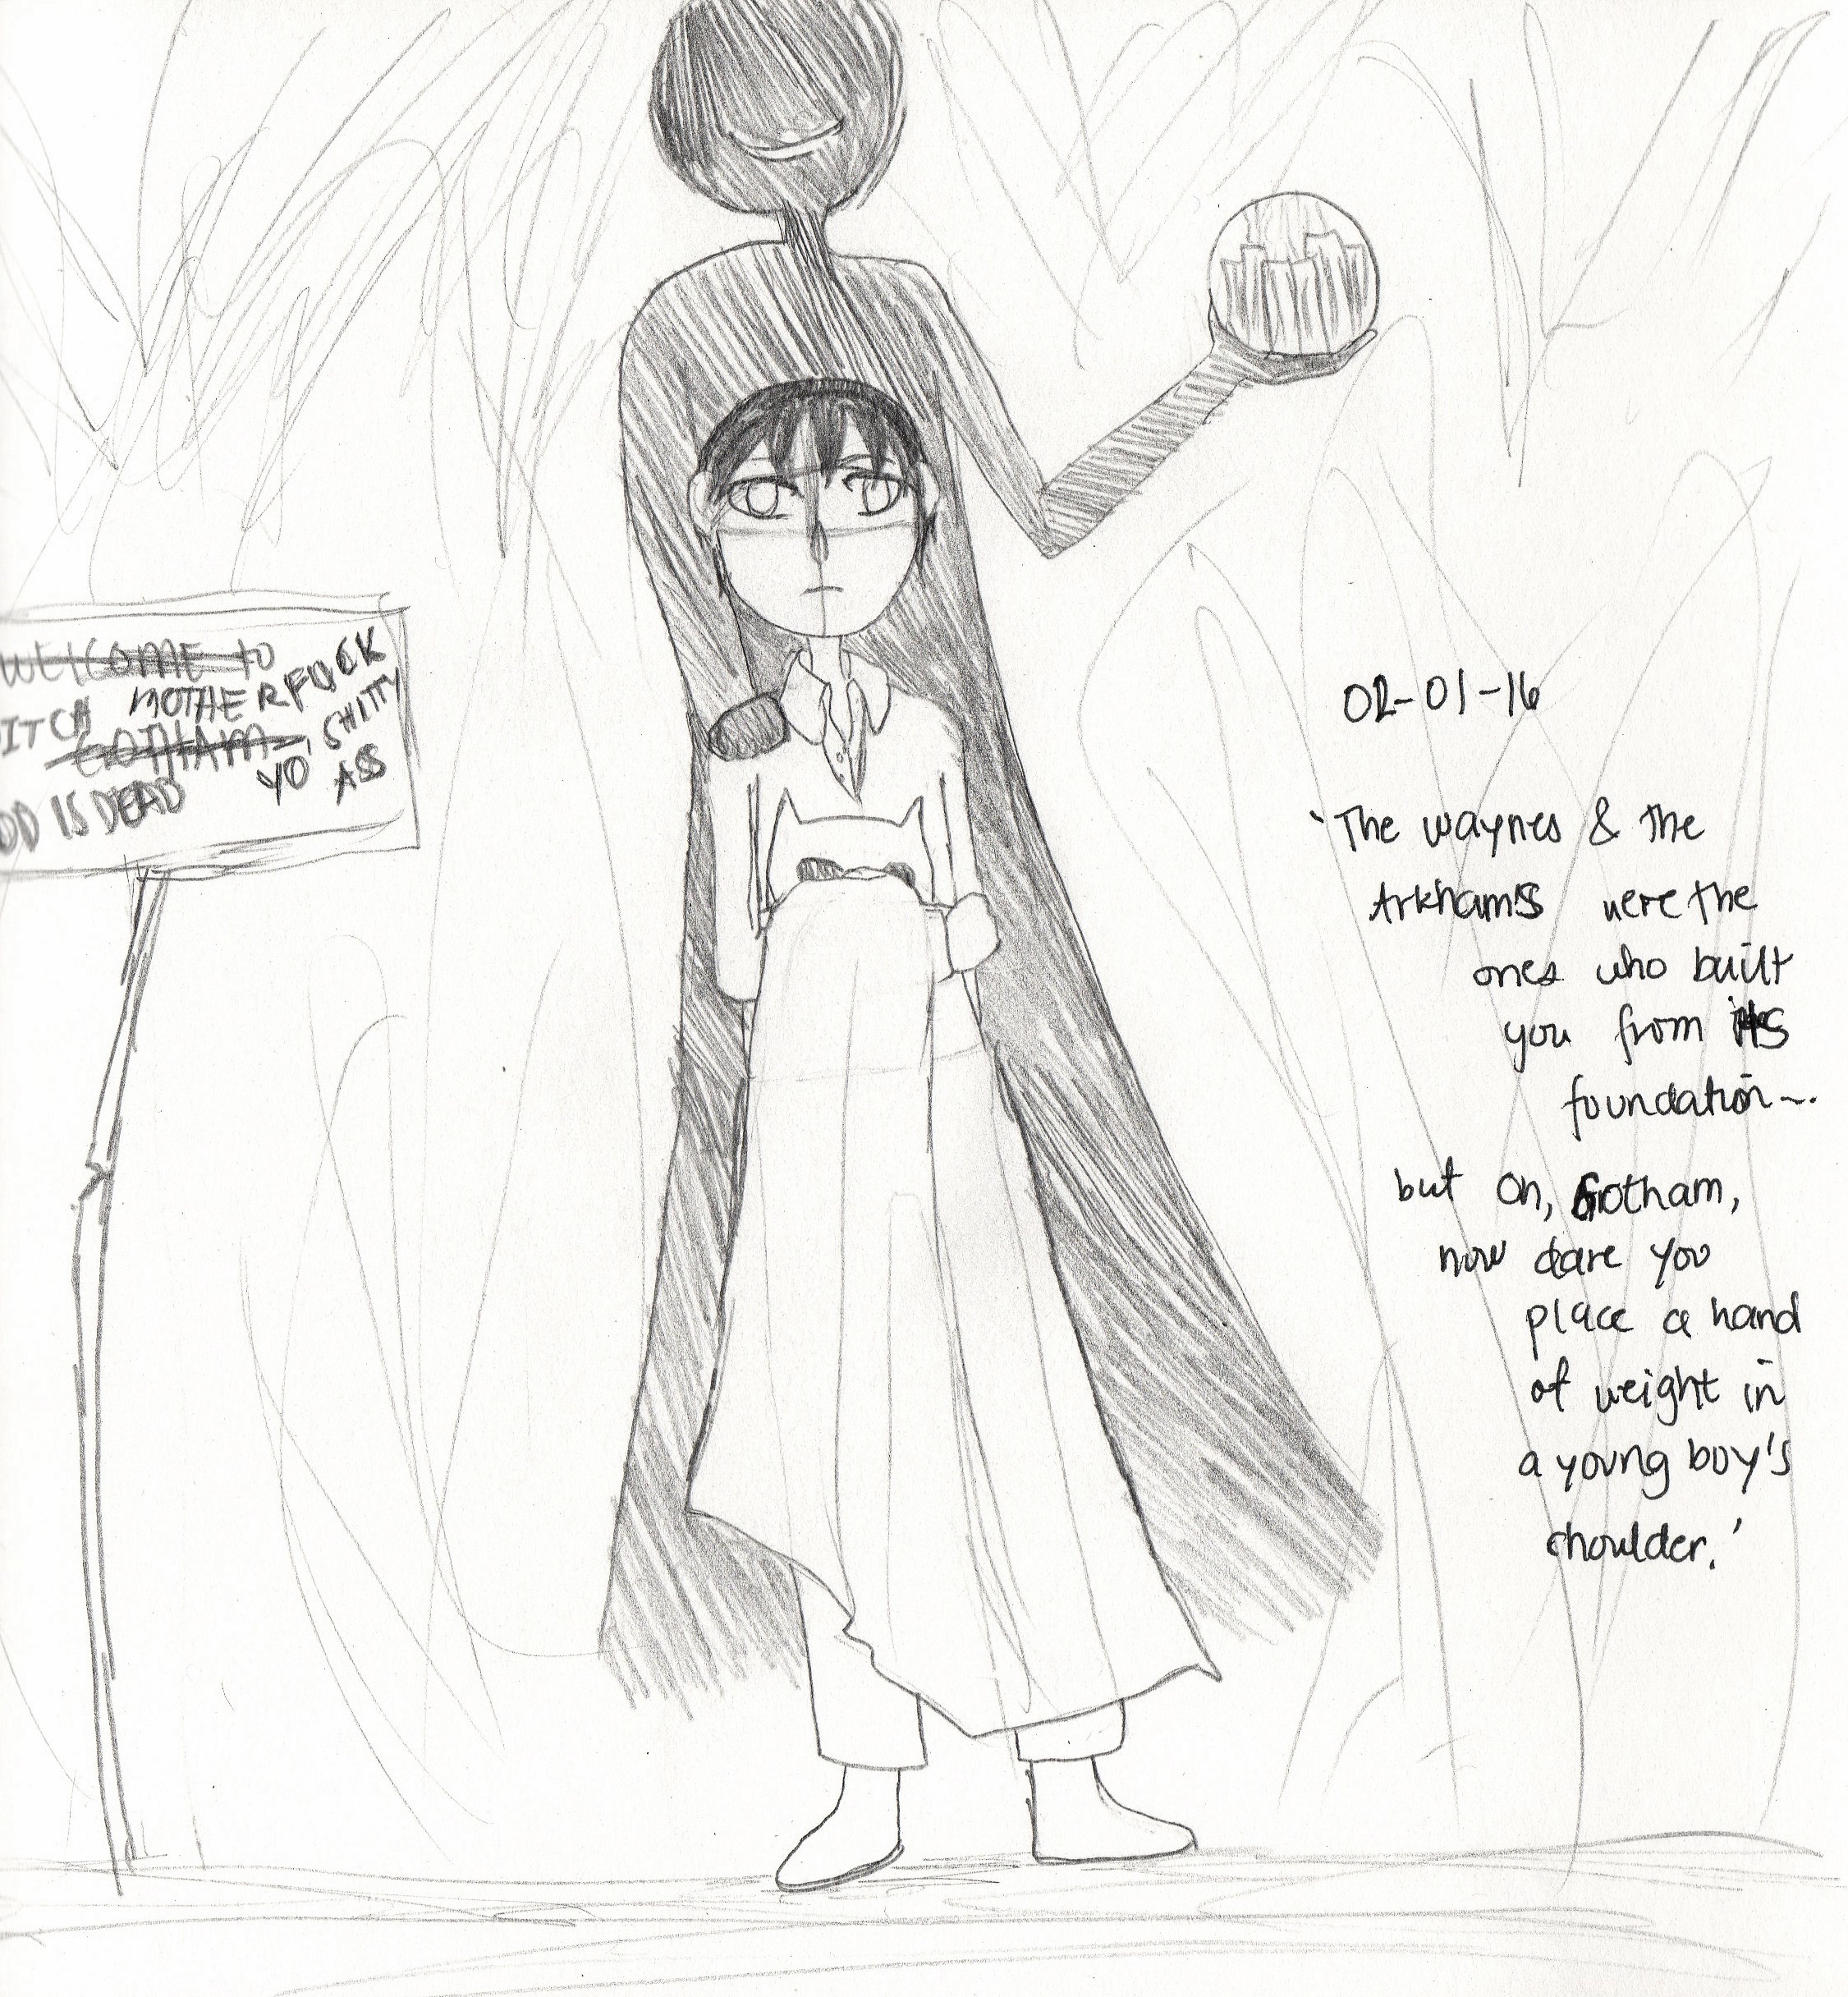 WELCOME to
ITCH MOTHERFUCK
GOTHAM, SHITTY
OD IS DEAD YO ASS
02-01-16
'The waynes & the
Arkham's were the
ones who built
you from its
foundation~.
but oh, Gotham,
how dare you
place a hand
of weight in
a young boy's
shoulder.'